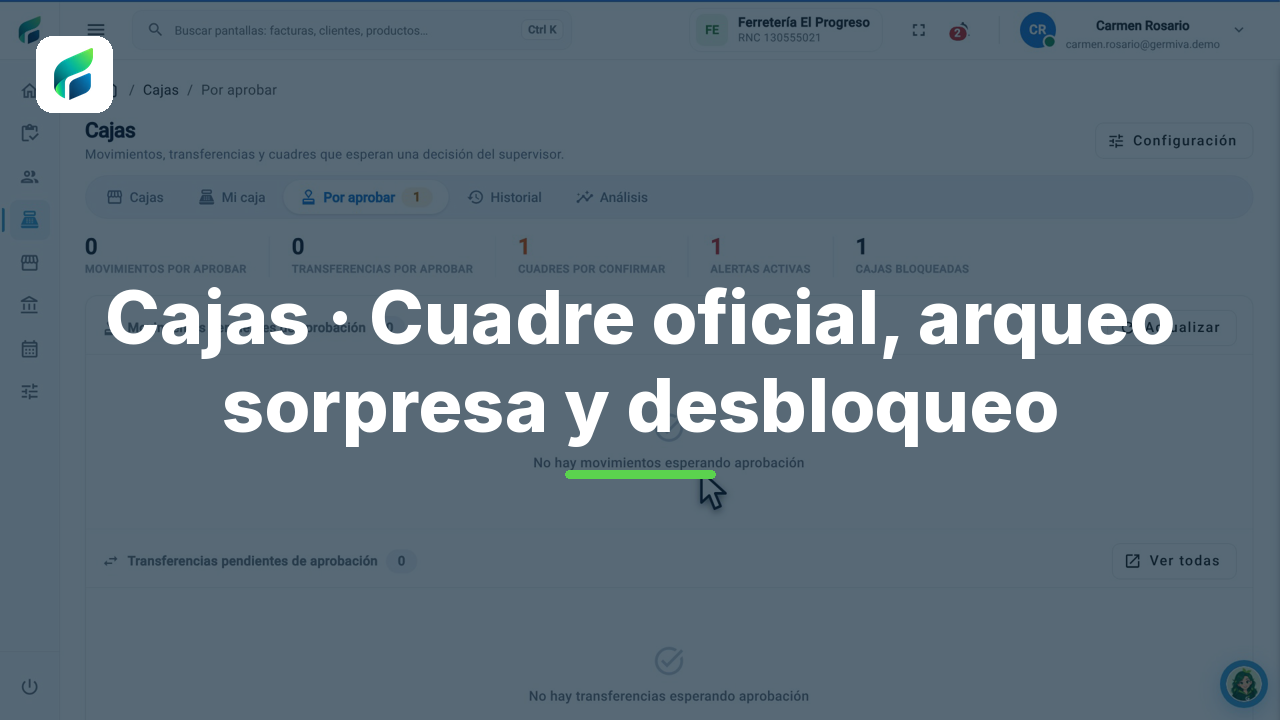 Buscar pantallas: facturas, clientes, productos...
Ctrl K
FE
Ferretería El Progreso
RNC 130555021
2
CR
Carmen Rosario
carmen.rosario@germiva.demo
/ Cajas / Por aprobar
Cajas
Movimientos, transferencias y cuadres que esperan una decisión del supervisor.
Configuración
Cajas
Mi caja
Por aprobar 1
Historial
Análisis
0
MOVIMIENTOS POR APROBAR
0
TRANSFERENCIAS POR APROBAR
1
CUADRES POR CONFIRMAR
1
ALERTAS ACTIVAS
1
CAJAS BLOQUEADAS
Cajas · Cuadre oficial, arqueo
sorpresa y desbloqueo
No hay movimientos esperando aprobación
Transferencias pendientes de aprobación 0
Ver todas
No hay transferencias esperando aprobación